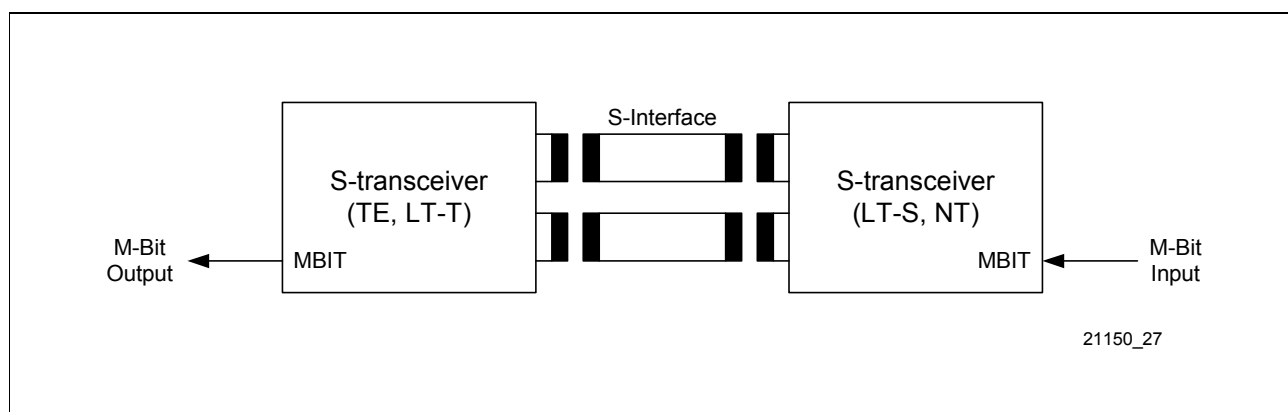 S-Interface
S-transceiver
(TE, LT-T)
S-transceiver
(LT-S, NT)
M-Bit
Output
MBIT
MBIT
M-Bit
Input
21150_27